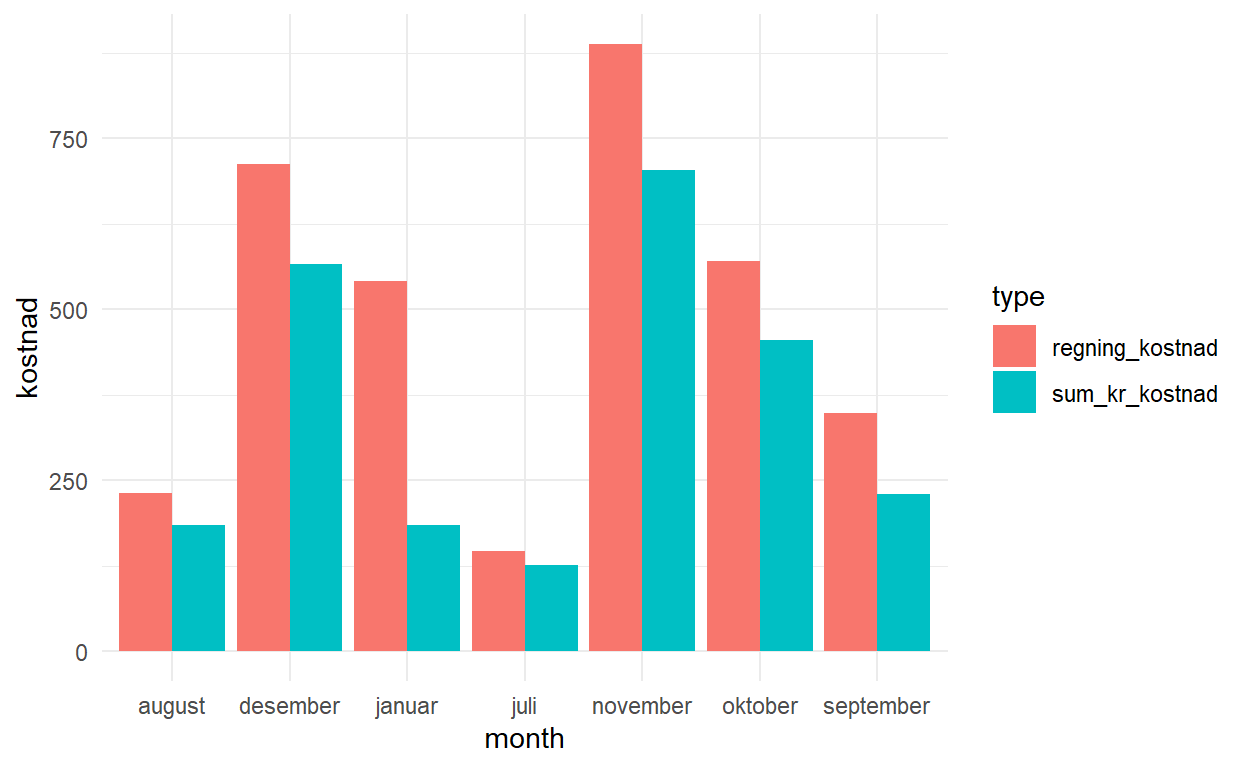 kostnad
750
500
250
0
august desember januar juli november oktober september
month
type
regning_kostnad
sum_kr_kostnad